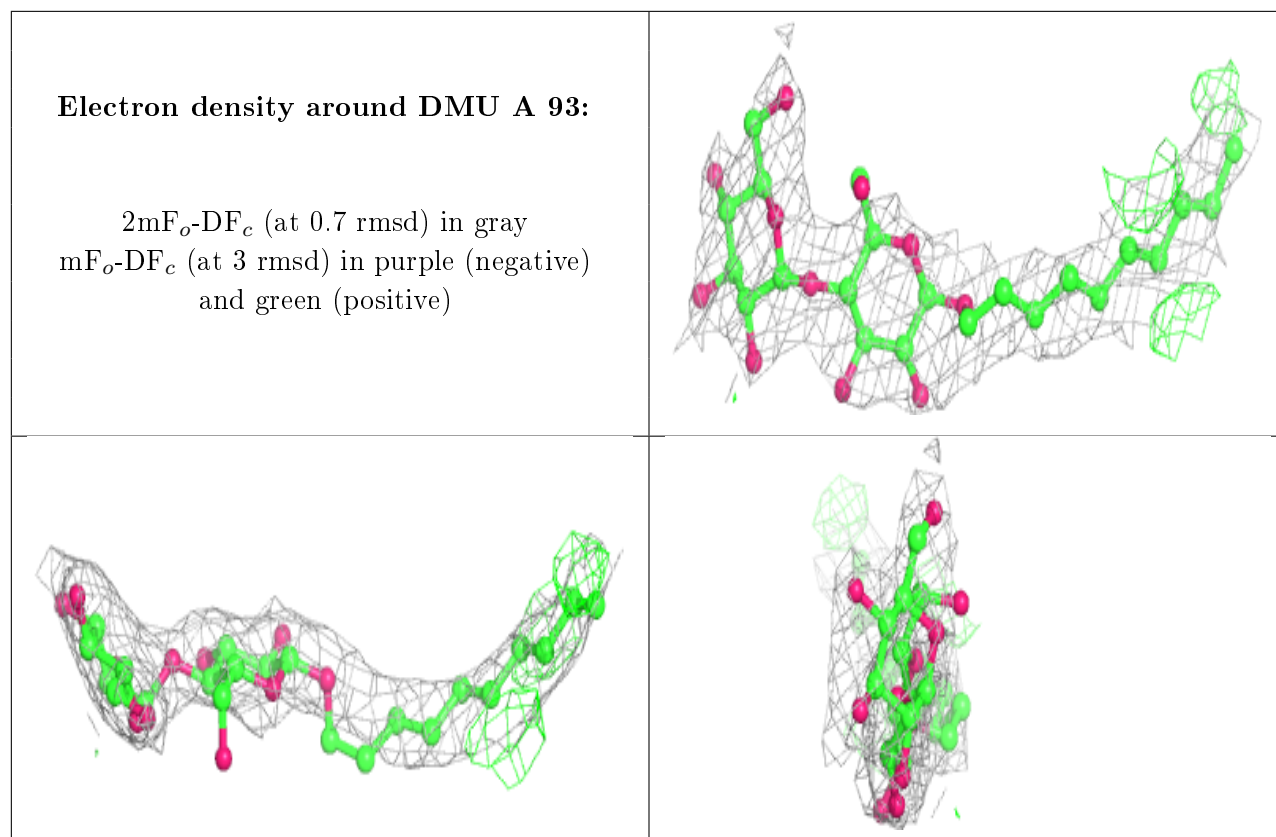 Electron density around DMU A 93:
2mFₒ-DF𝒸 (at 0.7 rmsd) in gray
mFₒ-DF𝒸 (at 3 rmsd) in purple (negative)
and green (positive)